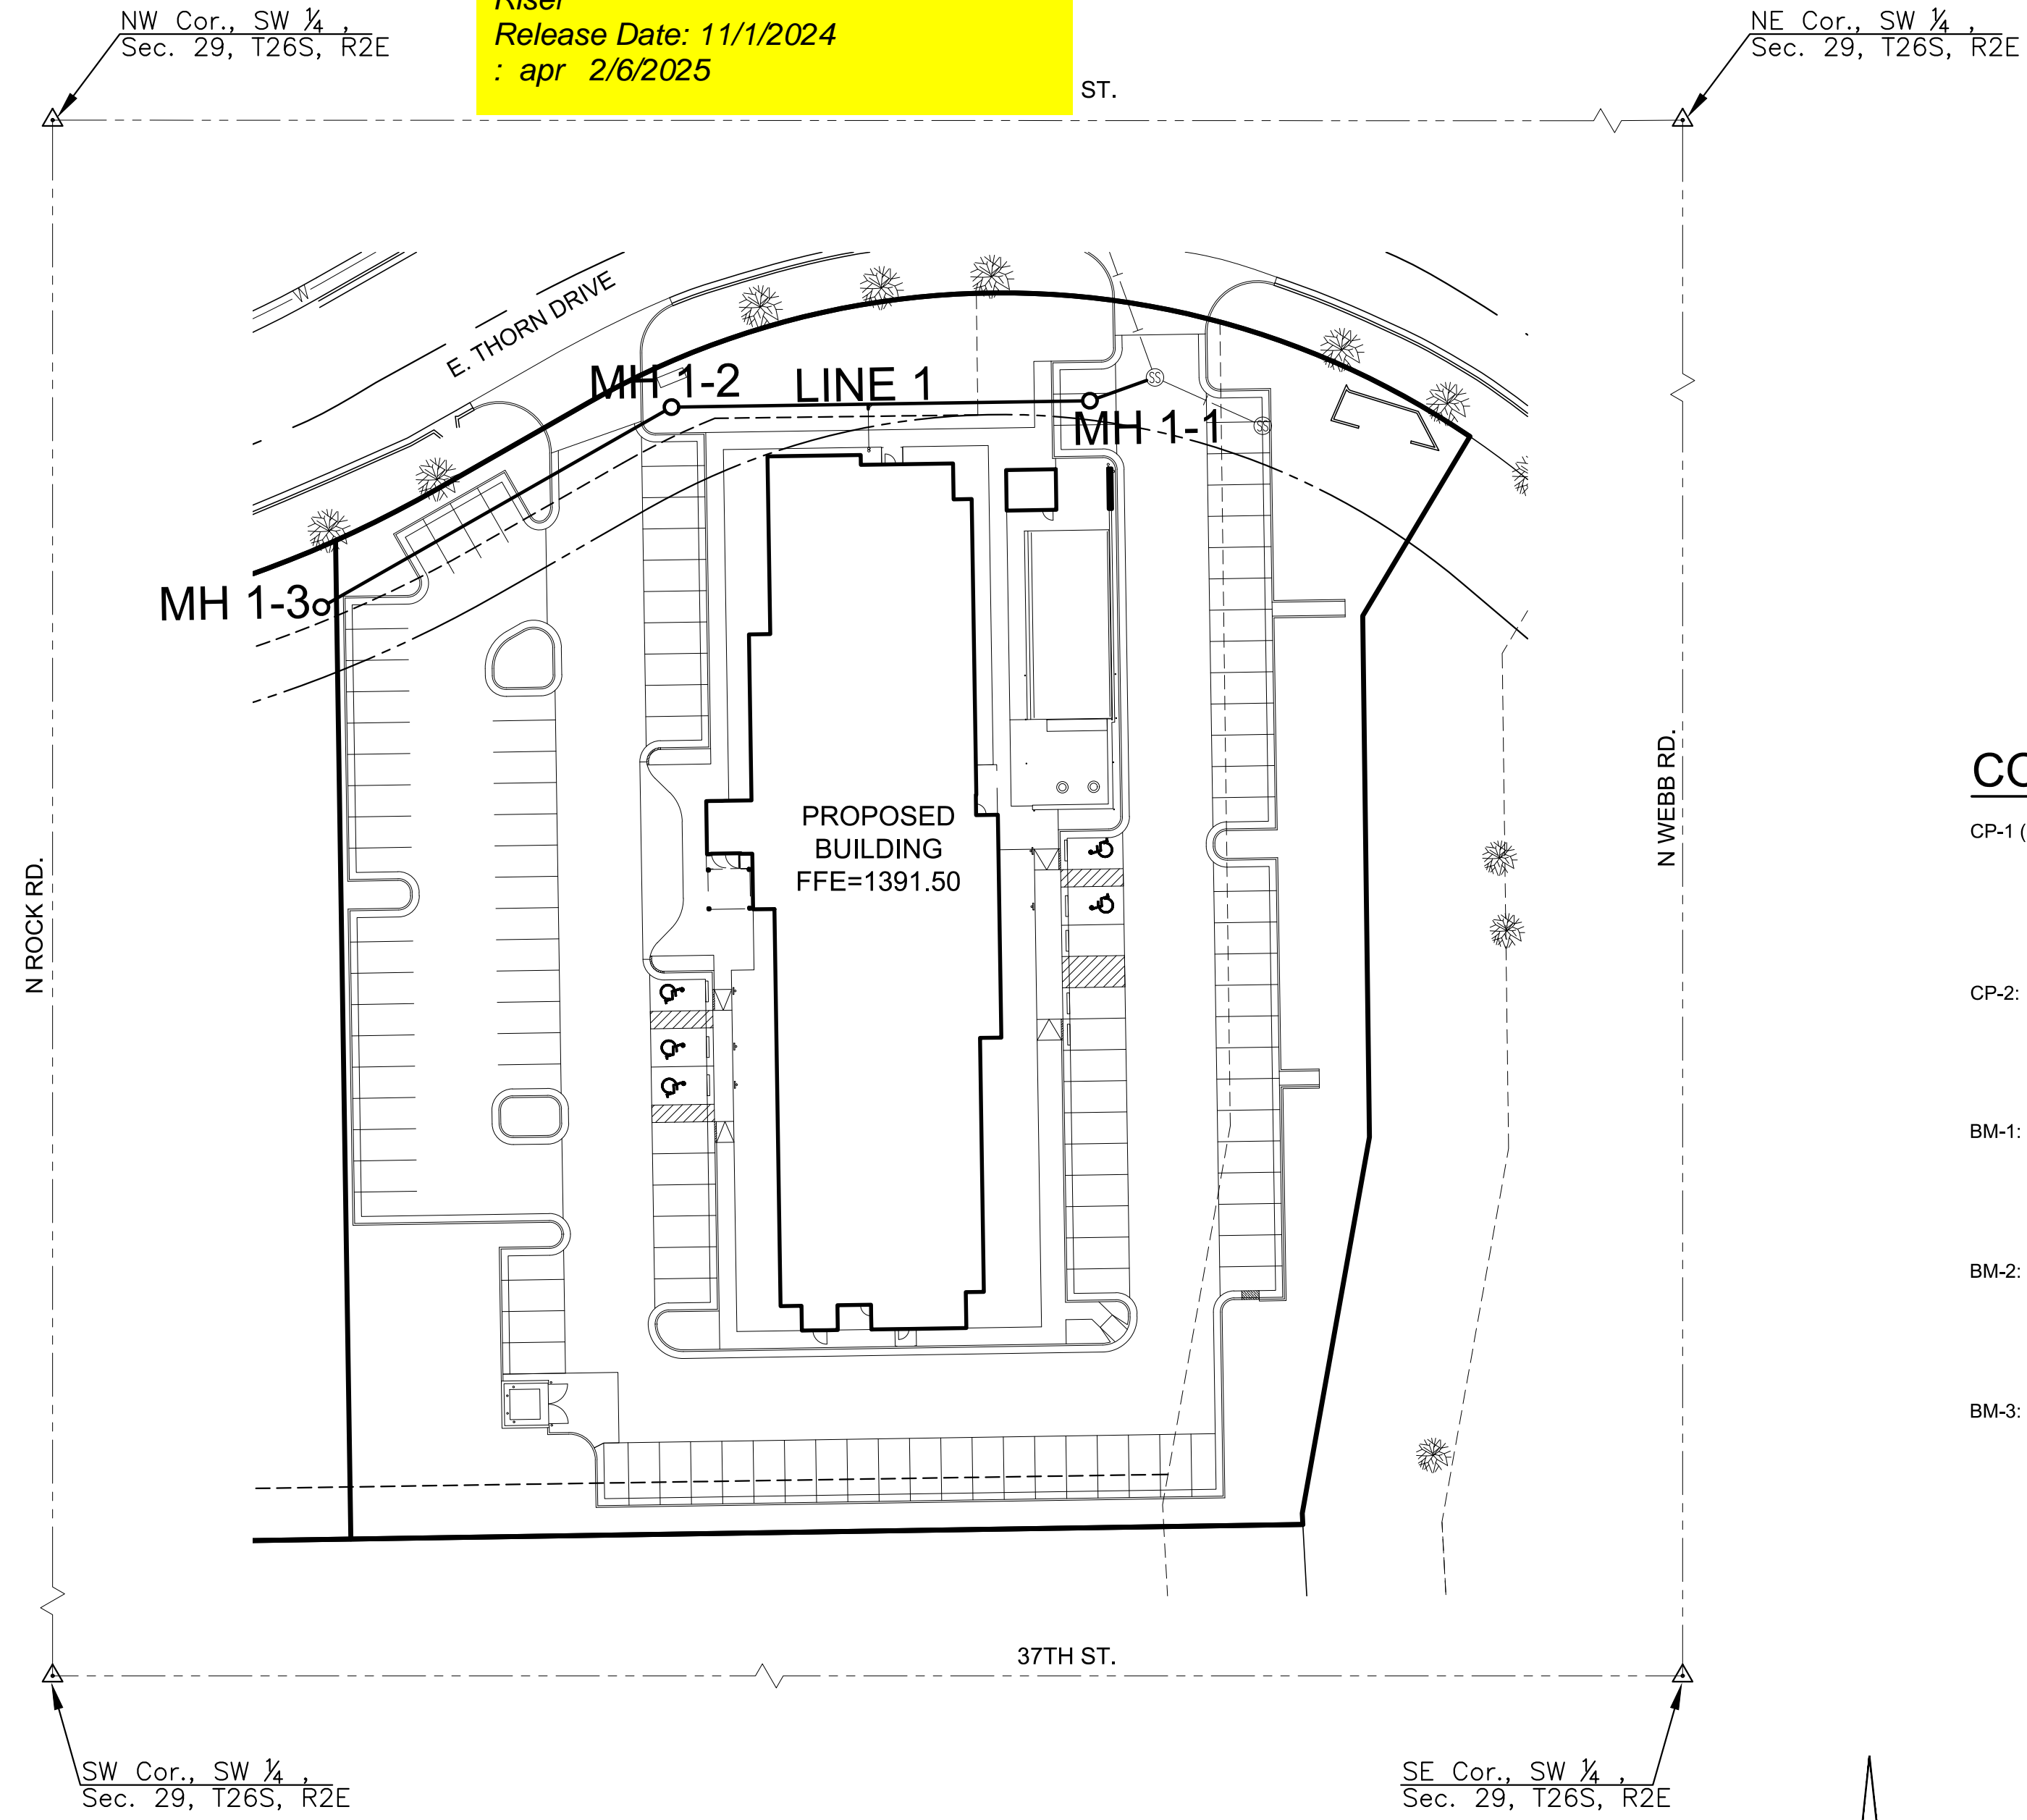 Riser
Release Date: 11/1/2024
: apr 2/6/2025
NW Cor., SW ¼ ,
Sec. 29, T26S, R2E
NE Cor., SW ¼ ,
Sec. 29, T26S, R2E
ST.
W
E. THORN DRIVE
MH 1-2
LINE 1
SS
MH 1-1
SS
MH 1-3
PROPOSED
BUILDING
FFE=1391.50
N ROCK RD.
N WEBB RD.
CP-1 (
CP-2:
BM-1:
BM-2:
BM-3:
37TH ST.
SW Cor., SW ¼ ,
Sec. 29, T26S, R2E
SE Cor., SW ¼ ,
Sec. 29, T26S, R2E